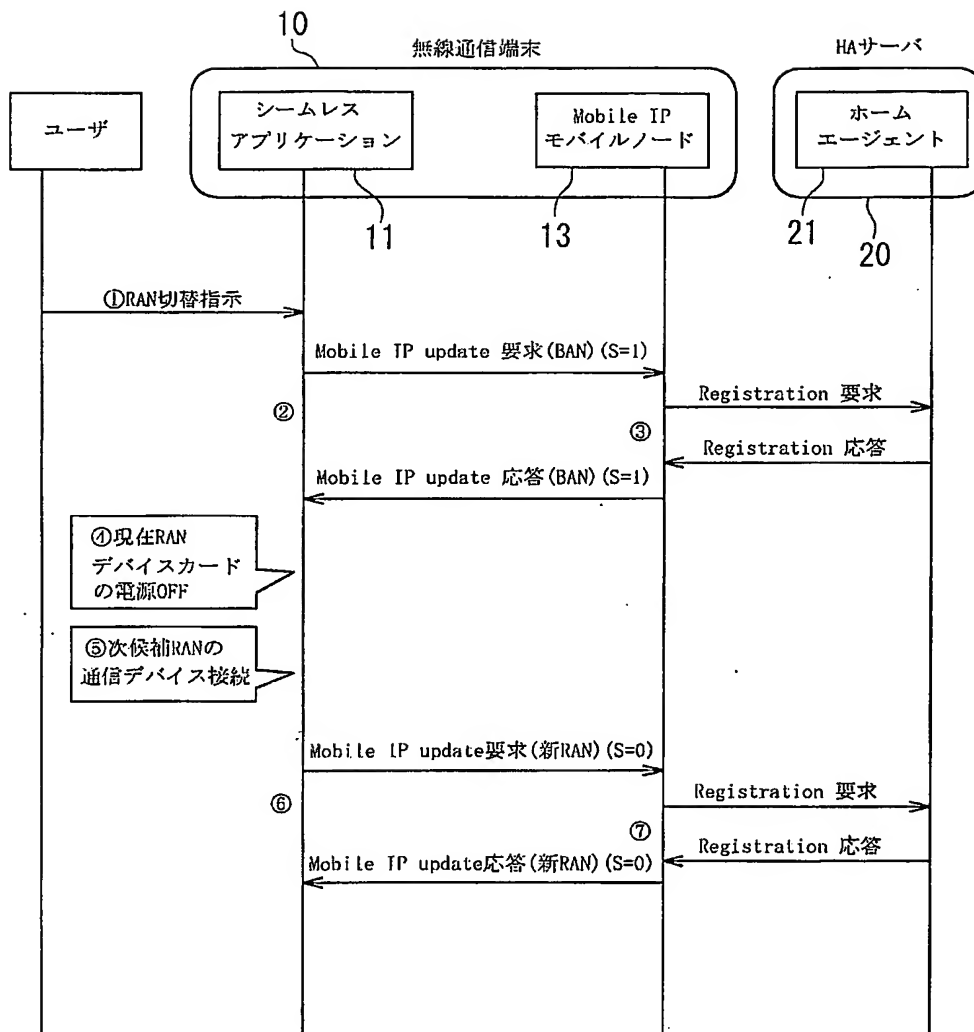 10
無線通信端末
HAサーバ
ユーザ
シームレス
アプリケーション
Mobile IP
モバイルノード
ホーム
エージェント
11
13
21
20
①RAN切替指示
Mobile IP update 要求(BAN)(S=1)
②
Registration 要求
③
Registration 応答
Mobile IP update 応答(BAN)(S=1)
④現在RAN
デバイスカード
の電源OFF
⑤次候補RANの
通信デバイス接続
Mobile IP update要求(新RAN)(S=0)
⑥
Registration 要求
⑦
Registration 応答
Mobile IP update応答(新RAN)(S=0)